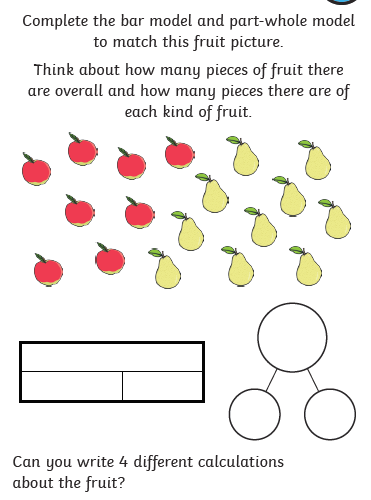 Complete the bar model and part-whole model
to match this fruit picture.
Think about how many pieces of fruit there
are overall and how many pieces there are of
each kind of fruit.
Can you write 4 different calculations
about the fruit?